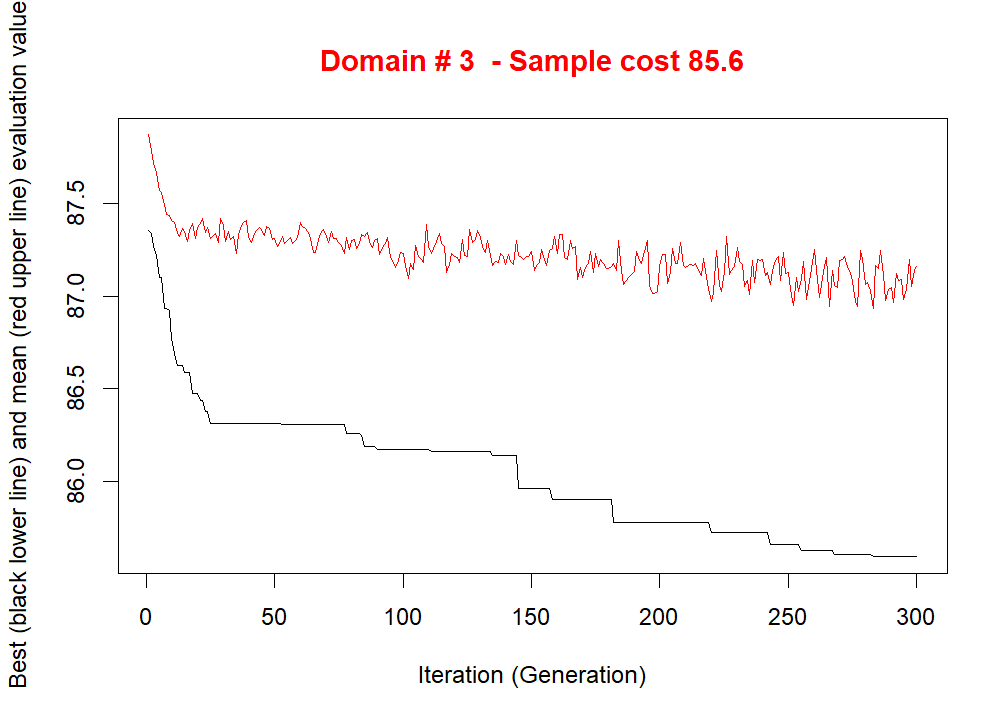 Domain # 3 - Sample cost 85.6
Best (black lower line) and mean (red upper line) evaluation value
87.5
87.0
86.5
86.0
0 50 100 150 200 250 300
Iteration (Generation)